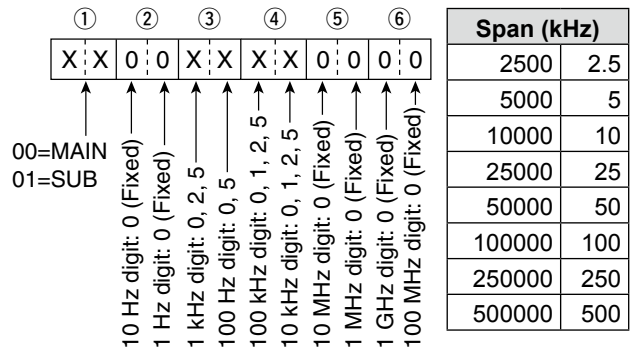 ① ② ③ ④ ⑤ ⑥
X X 0 0 X X X X 0 0 0 0
00=MAIN
01=SUB
10 Hz digit: 0 (Fixed)
1 Hz digit: 0 (Fixed)
1 kHz digit: 0, 2, 5
100 Hz digit: 0, 5
100 kHz digit: 0, 1, 2, 5
10 kHz digit: 0, 1, 2, 5
10 MHz digit: 0 (Fixed)
1 MHz digit: 0 (Fixed)
1 GHz digit: 0 (Fixed)
100 MHz digit: 0 (Fixed)
Span (kHz)
2500 2.5
5000 5
10000 10
25000 25
50000 50
100000 100
250000 250
500000 500